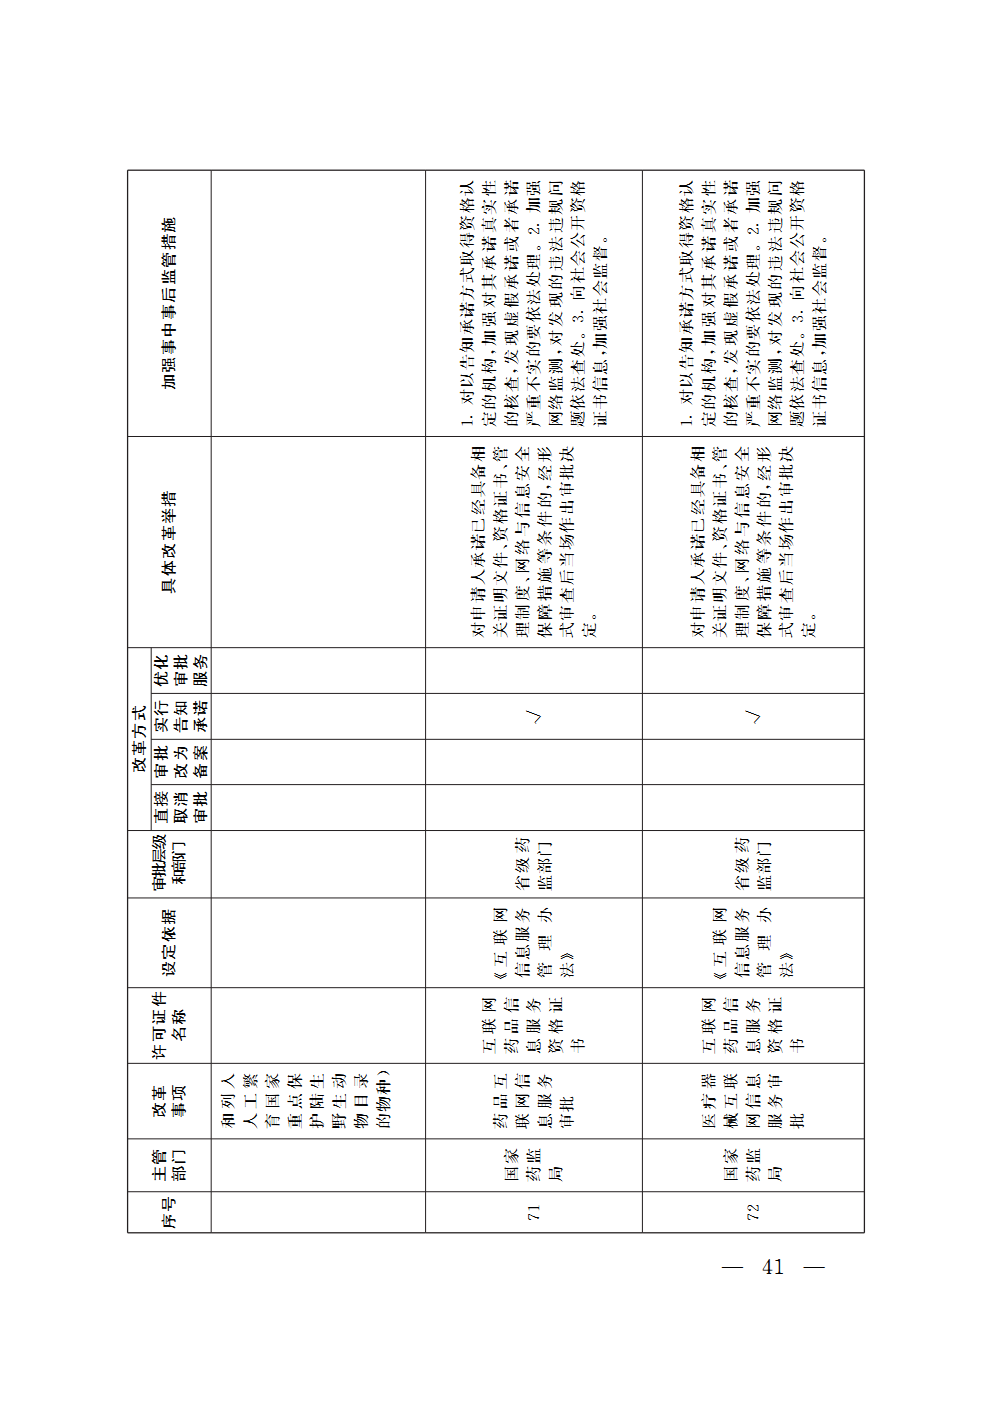 序号
主管
部门
改革
事项
许可证件
名称
设定依据
审批层级
和部门
改革方式
直接
取消
审批
审批
改为
备案
实行
告知
承诺
优化
审批
服务
具体改革举措
加强事中事后监管措施
和列入
人工繁
育国家
重点保
护陆生
野生动
物目录
的物种）
71
国家
药监
局
药品互
联网信
息服务
审批
互联网
药品信
息服务
资格证
书
《互联网
信息服务
管理办
法》
省级药
监部门
√
对申请人承诺已经具备相
关证明文件、资格证书、管
理制度、网络与信息安全
保障措施等条件的,经形
式审查后当场作出审批决
定。
1. 对以告知承诺方式取得资格认
定的机构,加强对其承诺真实性
的核查,发现虚假承诺或者承诺
严重不实的要依法处理。2. 加强
网络监测,对发现的违法违规问
题依法查处。3. 向社会公开资格
证书信息,加强社会监督。
72
国家
药监
局
医疗器
械互联
网信息
服务审
批
互联网
药品信
息服务
资格证
书
《互联网
信息服务
管理办
法》
省级药
监部门
√
对申请人承诺已经具备相
关证明文件、资格证书、管
理制度、网络与信息安全
保障措施等条件的,经形
式审查后当场作出审批决
定。
1. 对以告知承诺方式取得资格认
定的机构,加强对其承诺真实性
的核查,发现虚假承诺或者承诺
严重不实的要依法处理。2. 加强
网络监测,对发现的违法违规问
题依法查处。3. 向社会公开资格
证书信息,加强社会监督。
— 41 —